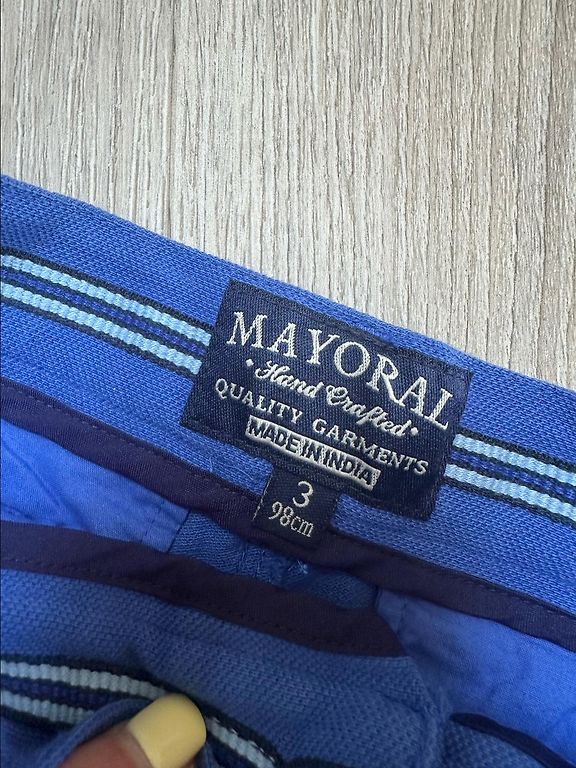 MAYORAL
• Hand Crafted •
QUALITY GARMENTS
MADE IN INDIA
3
98cm